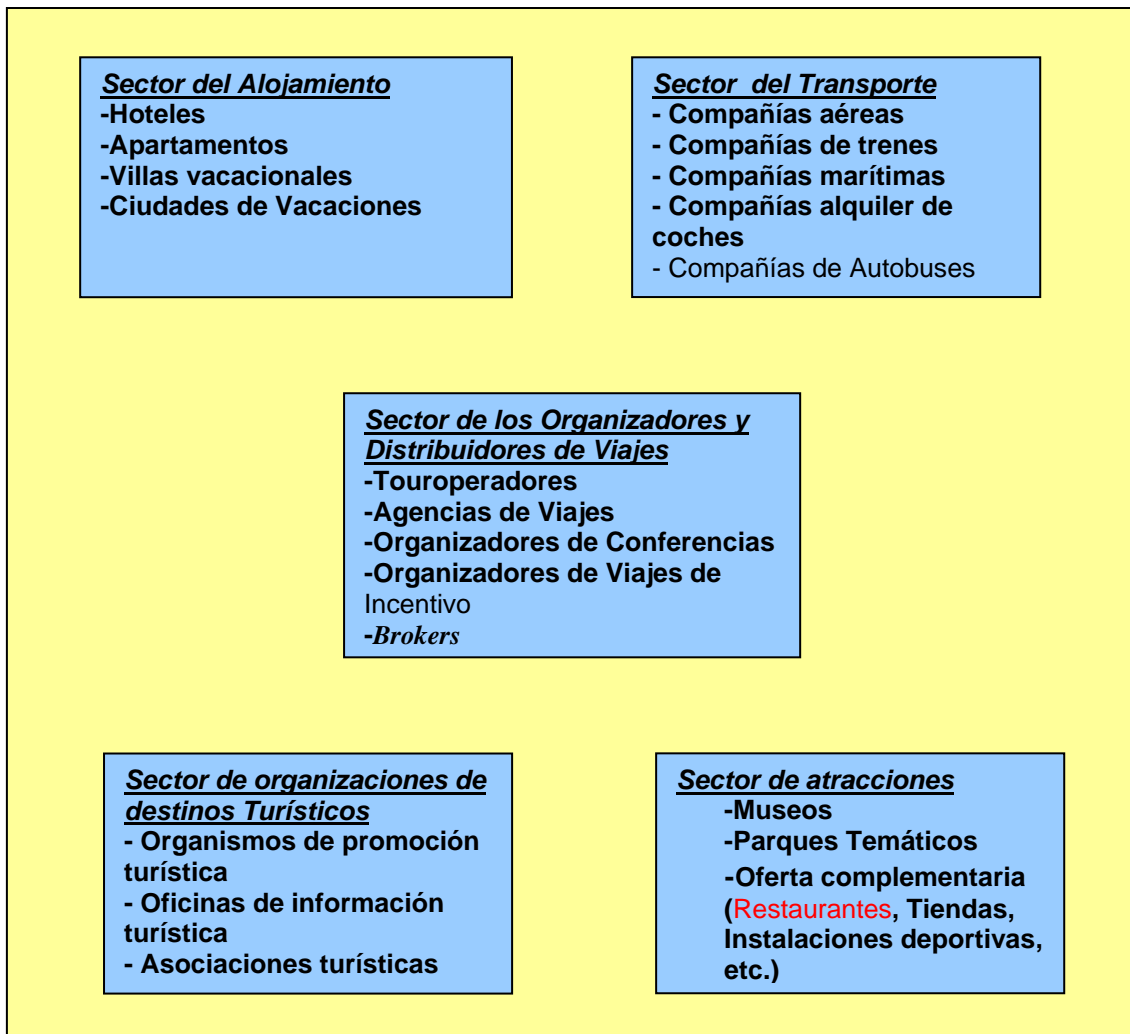 Sector del Alojamiento
-Hoteles
-Apartamentos
-Villas vacacionales
-Ciudades de Vacaciones
Sector del Transporte
- Compañías aéreas
- Compañías de trenes
- Compañías marítimas
- Compañías alquiler de
coches
- Compañías de Autobuses
Sector de los Organizadores y
Distribuidores de Viajes
-Touroperadores
-Agencias de Viajes
-Organizadores de Conferencias
-Organizadores de Viajes de
Incentivo
-Brokers
Sector de organizaciones de
destinos Turísticos
- Organismos de promoción
turística
- Oficinas de información
turística
- Asociaciones turísticas
Sector de atracciones
-Museos
-Parques Temáticos
-Oferta complementaria
(Restaurantes, Tiendas,
Instalaciones deportivas,
etc.)